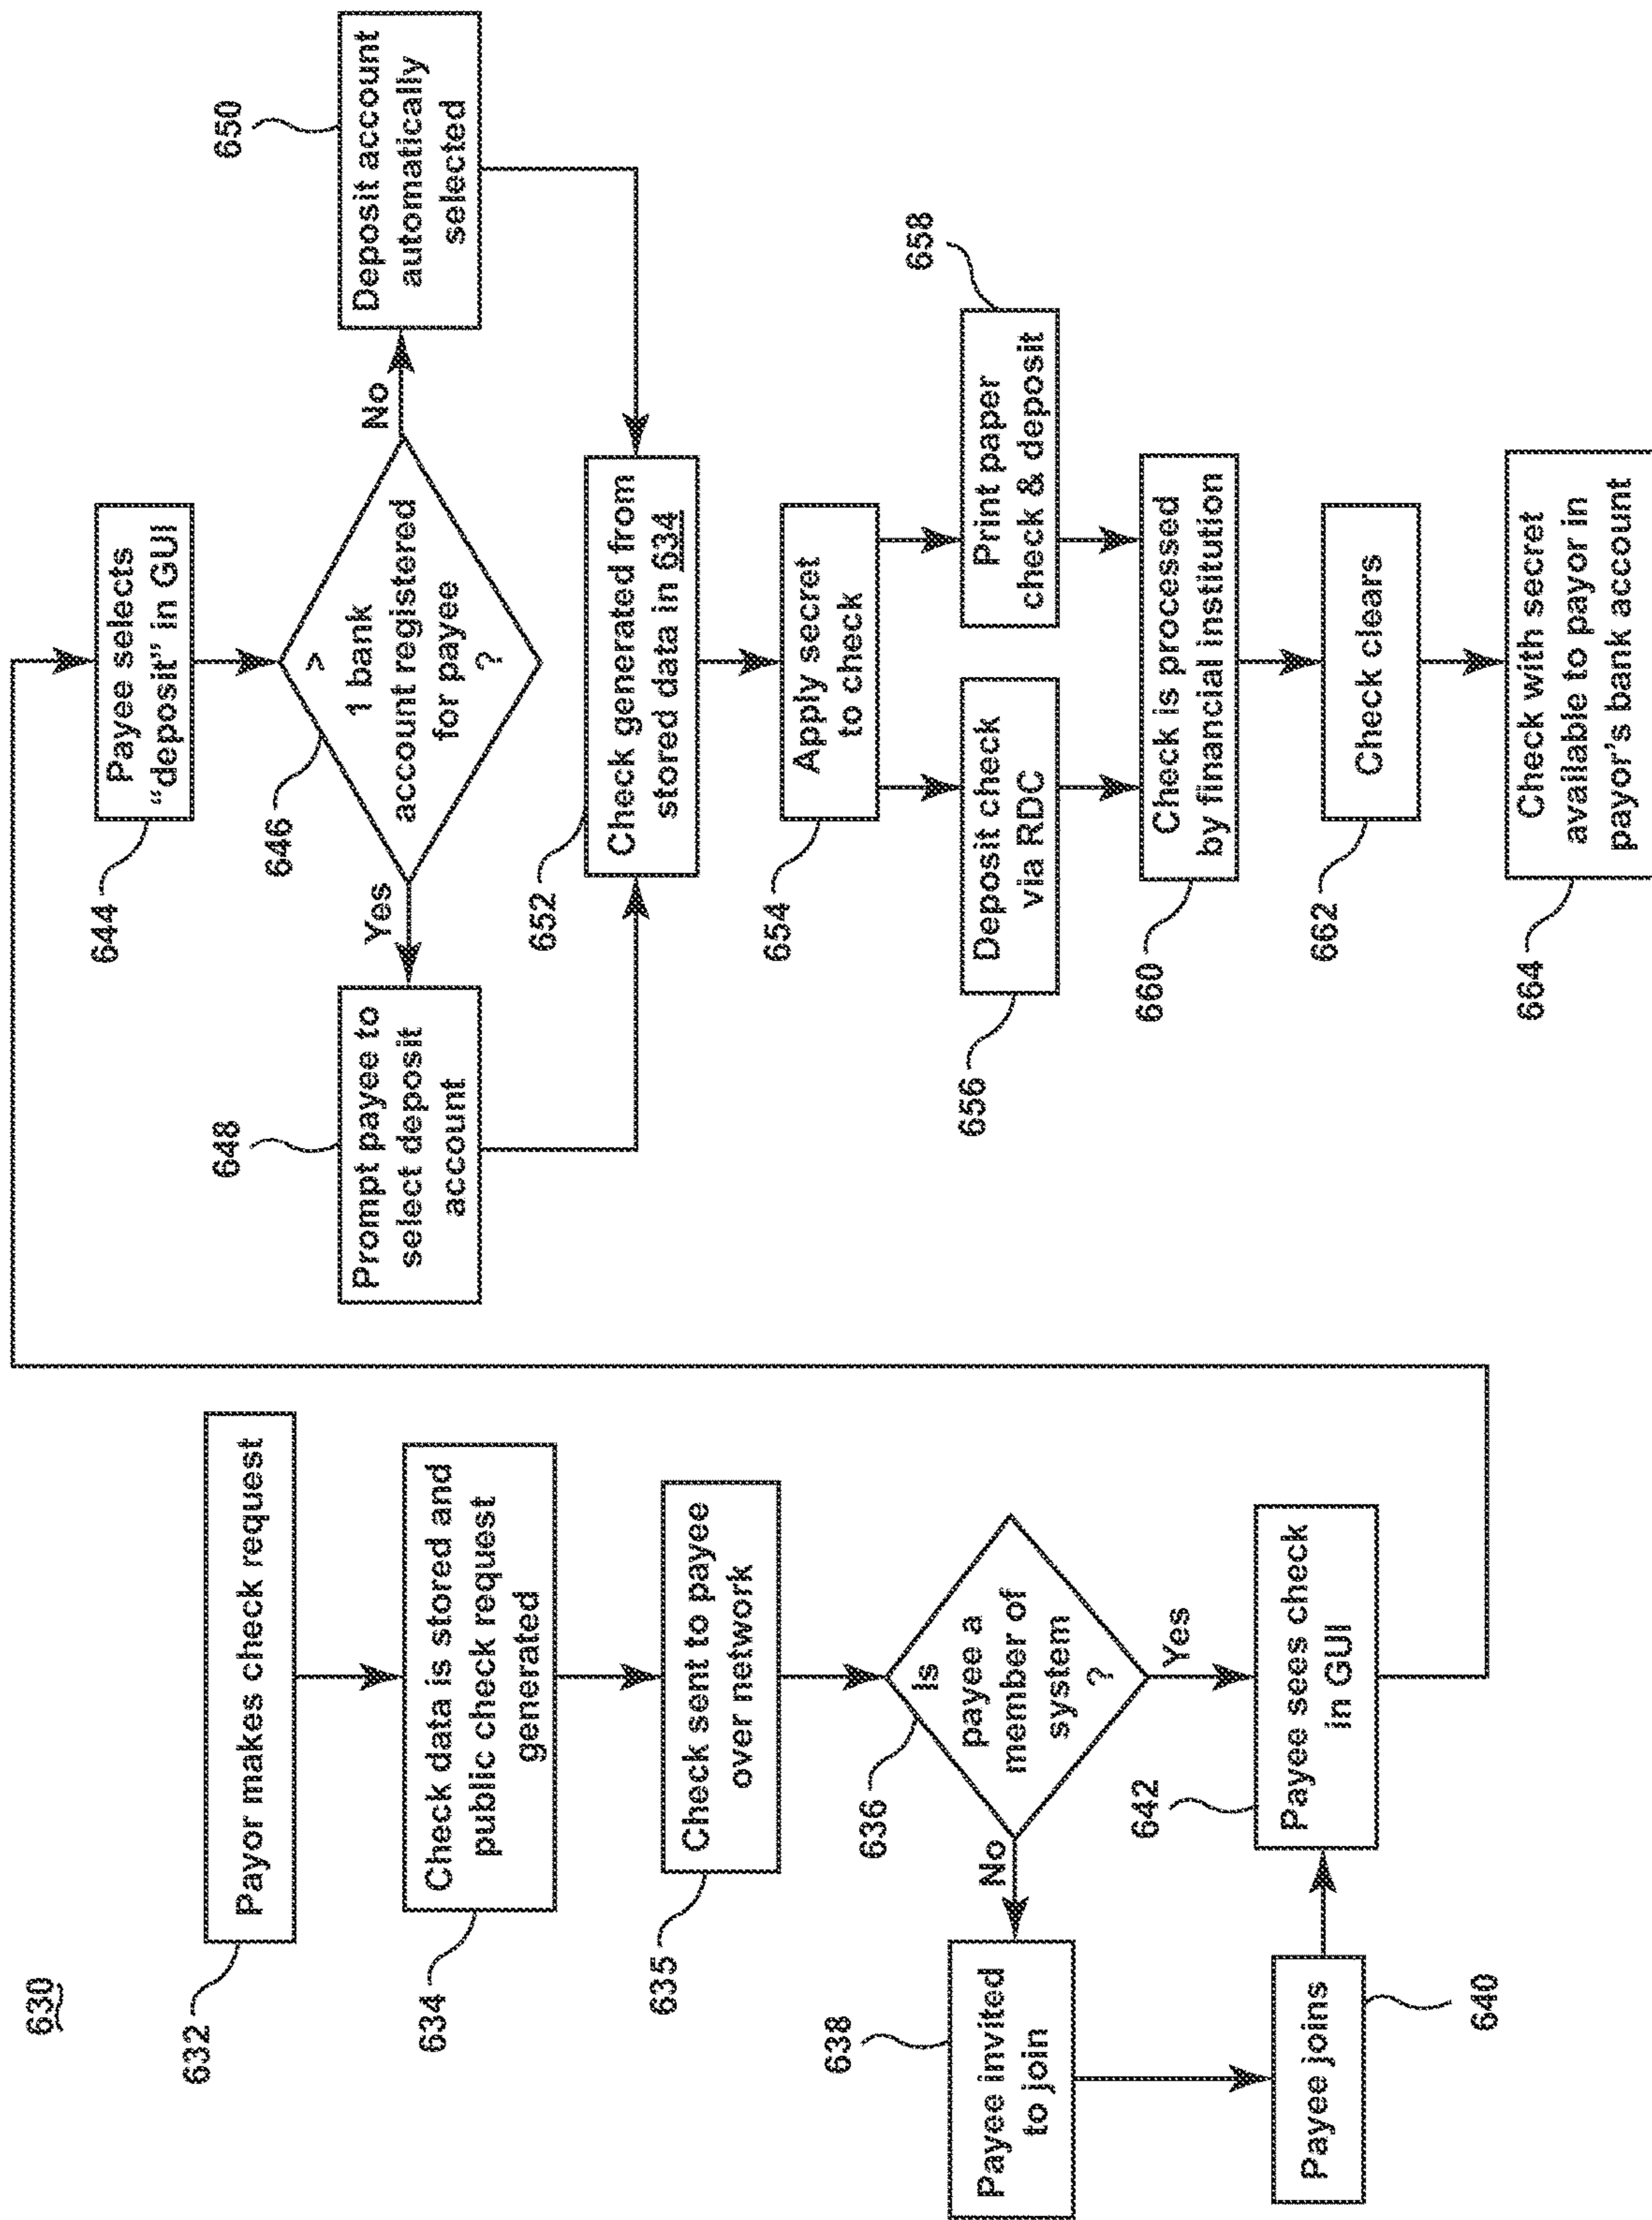 630
632
Payor makes check request
634
Check data is stored and
public check request
generated
635
Check sent to payee
over network
636
Is
payee a
member of
system
?
No
Yes
638
Payee invited
to join
640
Payee joins
642
Payee sees check
in GUI
644
Payee selects
“deposit” in GUI
646
>
1 bank
account registered
for payee
?
Yes
No
648
Prompt payee to
select deposit
account
650
Deposit account
automatically
selected
652
Check generated from
stored data in 634
654
Apply secret
to check
656
Deposit check
via RDC
658
Print paper
check & deposit
660
Check is processed
by financial institution
662
Check clears
664
Check with secret
available to payor in
payor's bank account